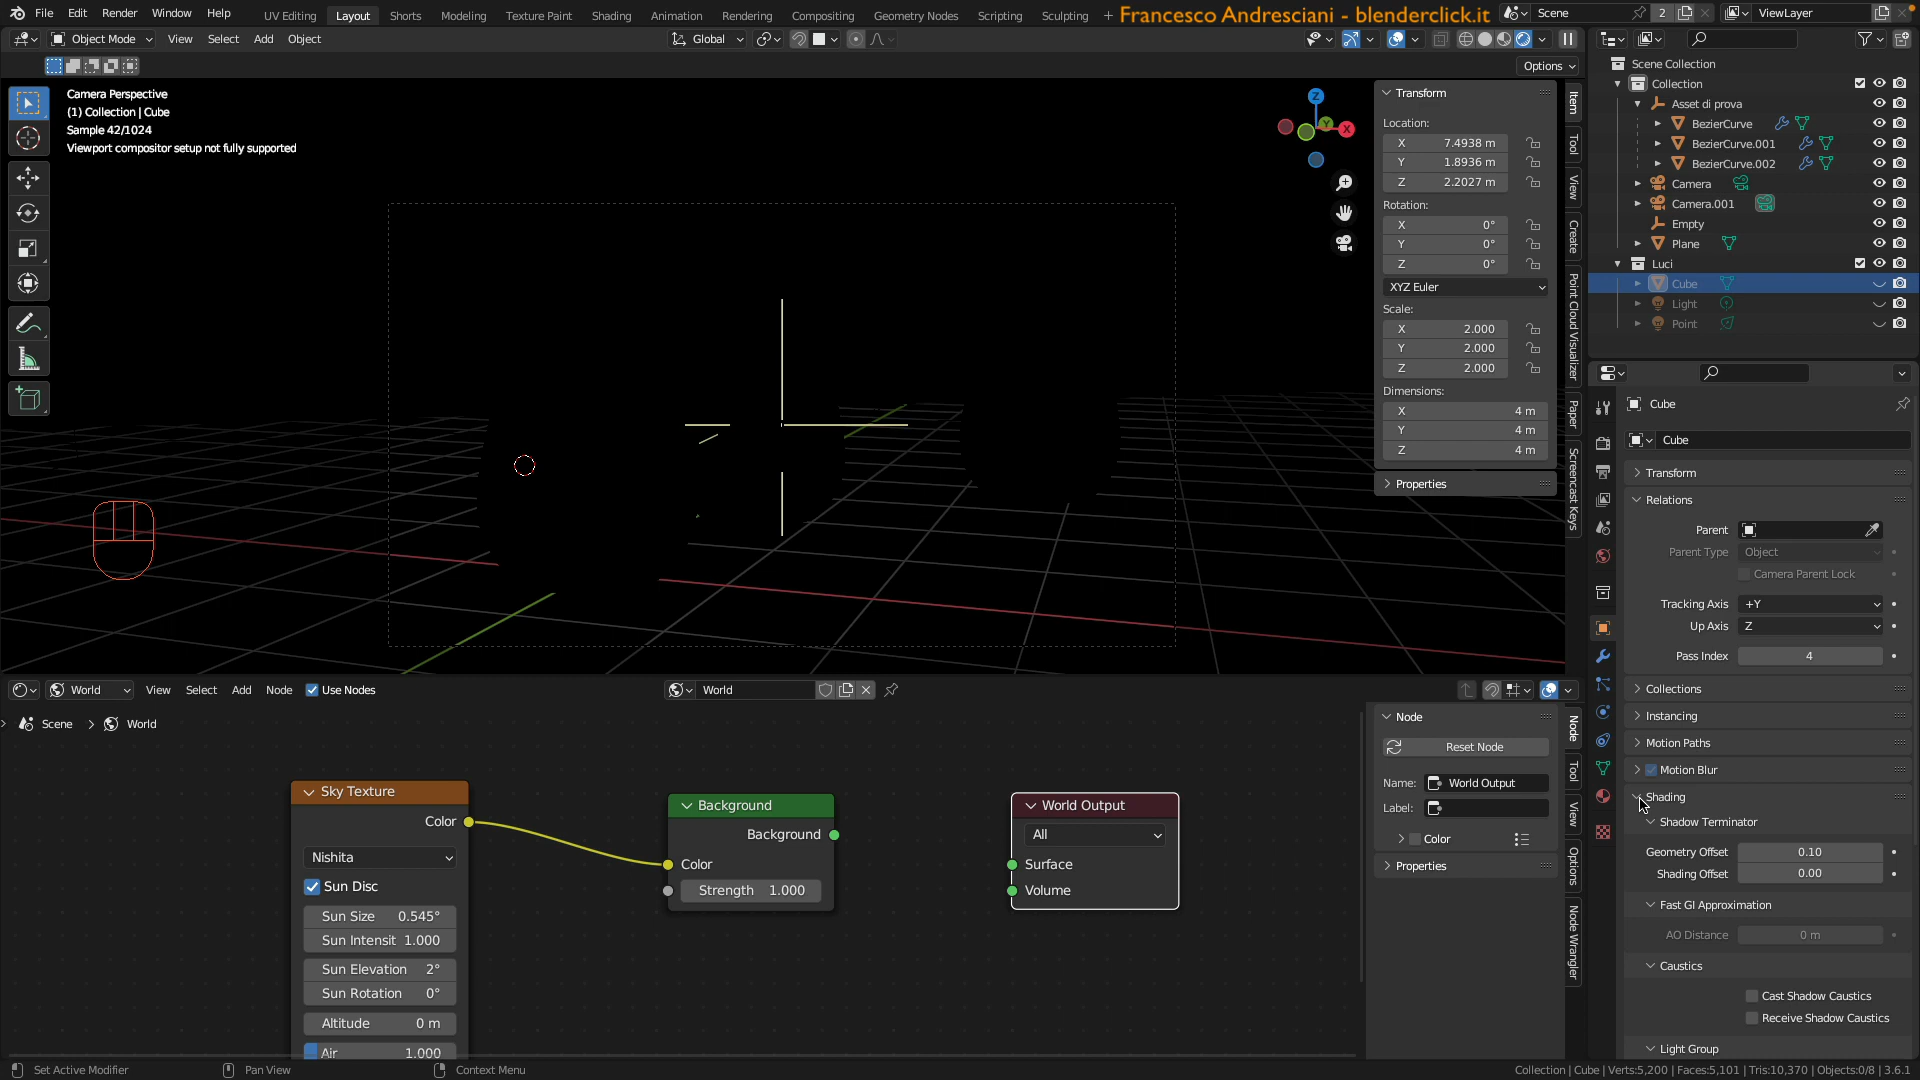 File Edit Render Window Help UV Editing Layout Shorts Modeling Texture Paint Shading Animation Rendering Compositing Geometry Nodes Scripting Sculpting + Francesco Andresciani - blenderclick.it Scene 2 ViewLayer
Object Mode View Select Add Object Global
Options
Camera Perspective
(1) Collection | Cube
Sample 42/1024
Viewport compositor setup not fully supported
Z
Y
X
Transform
Location:
X 7.4938 m
Y 1.8936 m
Z 2.2027 m
Rotation:
X 0°
Y 0°
Z 0°
XYZ Euler
Scale:
X 2.000
Y 2.000
Z 2.000
Dimensions:
X 4 m
Y 4 m
Z 4 m
Properties
Item
Tool
View
Create
Point Cloud Visualizer
Paper
Screencast Keys
Scene Collection
Collection
Asset di prova
BezierCurve
BezierCurve.001
BezierCurve.002
Camera
Camera.001
Empty
Plane
Luci
Cube
Light
Point
Cube
Cube
Transform
Relations
Parent
Parent Type Object
Camera Parent Lock
Tracking Axis +Y
Up Axis Z
Pass Index 4
Collections
Instancing
Motion Paths
Motion Blur
Shading
Shadow Terminator
Geometry Offset 0.10
Shading Offset 0.00
Fast GI Approximation
AO Distance 0 m
Caustics
Cast Shadow Caustics
Receive Shadow Caustics
Light Group
World View Select Add Node Use Nodes World
Scene > World
Sky Texture
Color
Nishita
Sun Disc
Sun Size 0.545°
Sun Intensit 1.000
Sun Elevation 2°
Sun Rotation 0°
Altitude 0 m
Air 1.000
Background
Background
Color
Strength 1.000
World Output
All
Surface
Volume
Node
Reset Node
Name: World Output
Label:
Color
Properties
Node
Tool
View
Options
Node Wrangler
Set Active Modifier Pan View Context Menu Collection | Cube | Verts:5,200 | Faces:5,101 | Tris:10,370 | Objects:0/8 | 3.6.1